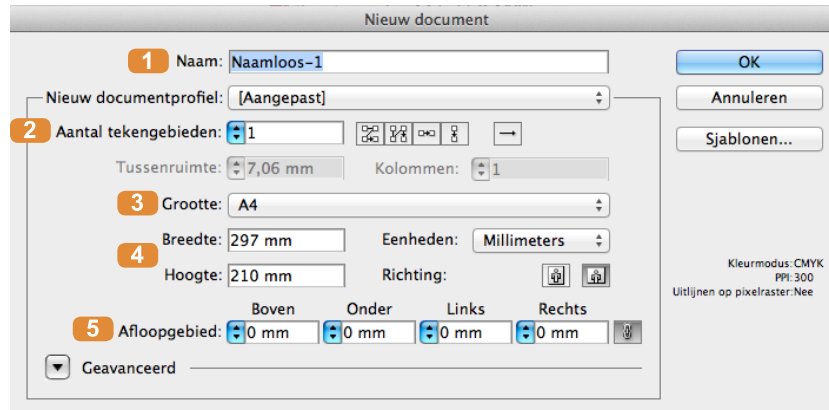 Nieuw document
1 Naam: Naamloos-1
OK
Nieuw documentprofiel: [Aangepast]
Annuleren
2 Aantal tekengebieden: 1
Sjablonen...
Tussenruimte: 7,06 mm Kolommen: 1
3 Grootte: A4
4
Breedte: 297 mm Eenheden: Millimeters
Hoogte: 210 mm Richting:
Kleurmodus:CMYK
PPI:300
Uitlijnen op pixelraster:Nee
Boven Onder Links Rechts
5 Afloopgebied: 0 mm 0 mm 0 mm 0 mm
Geavanceerd